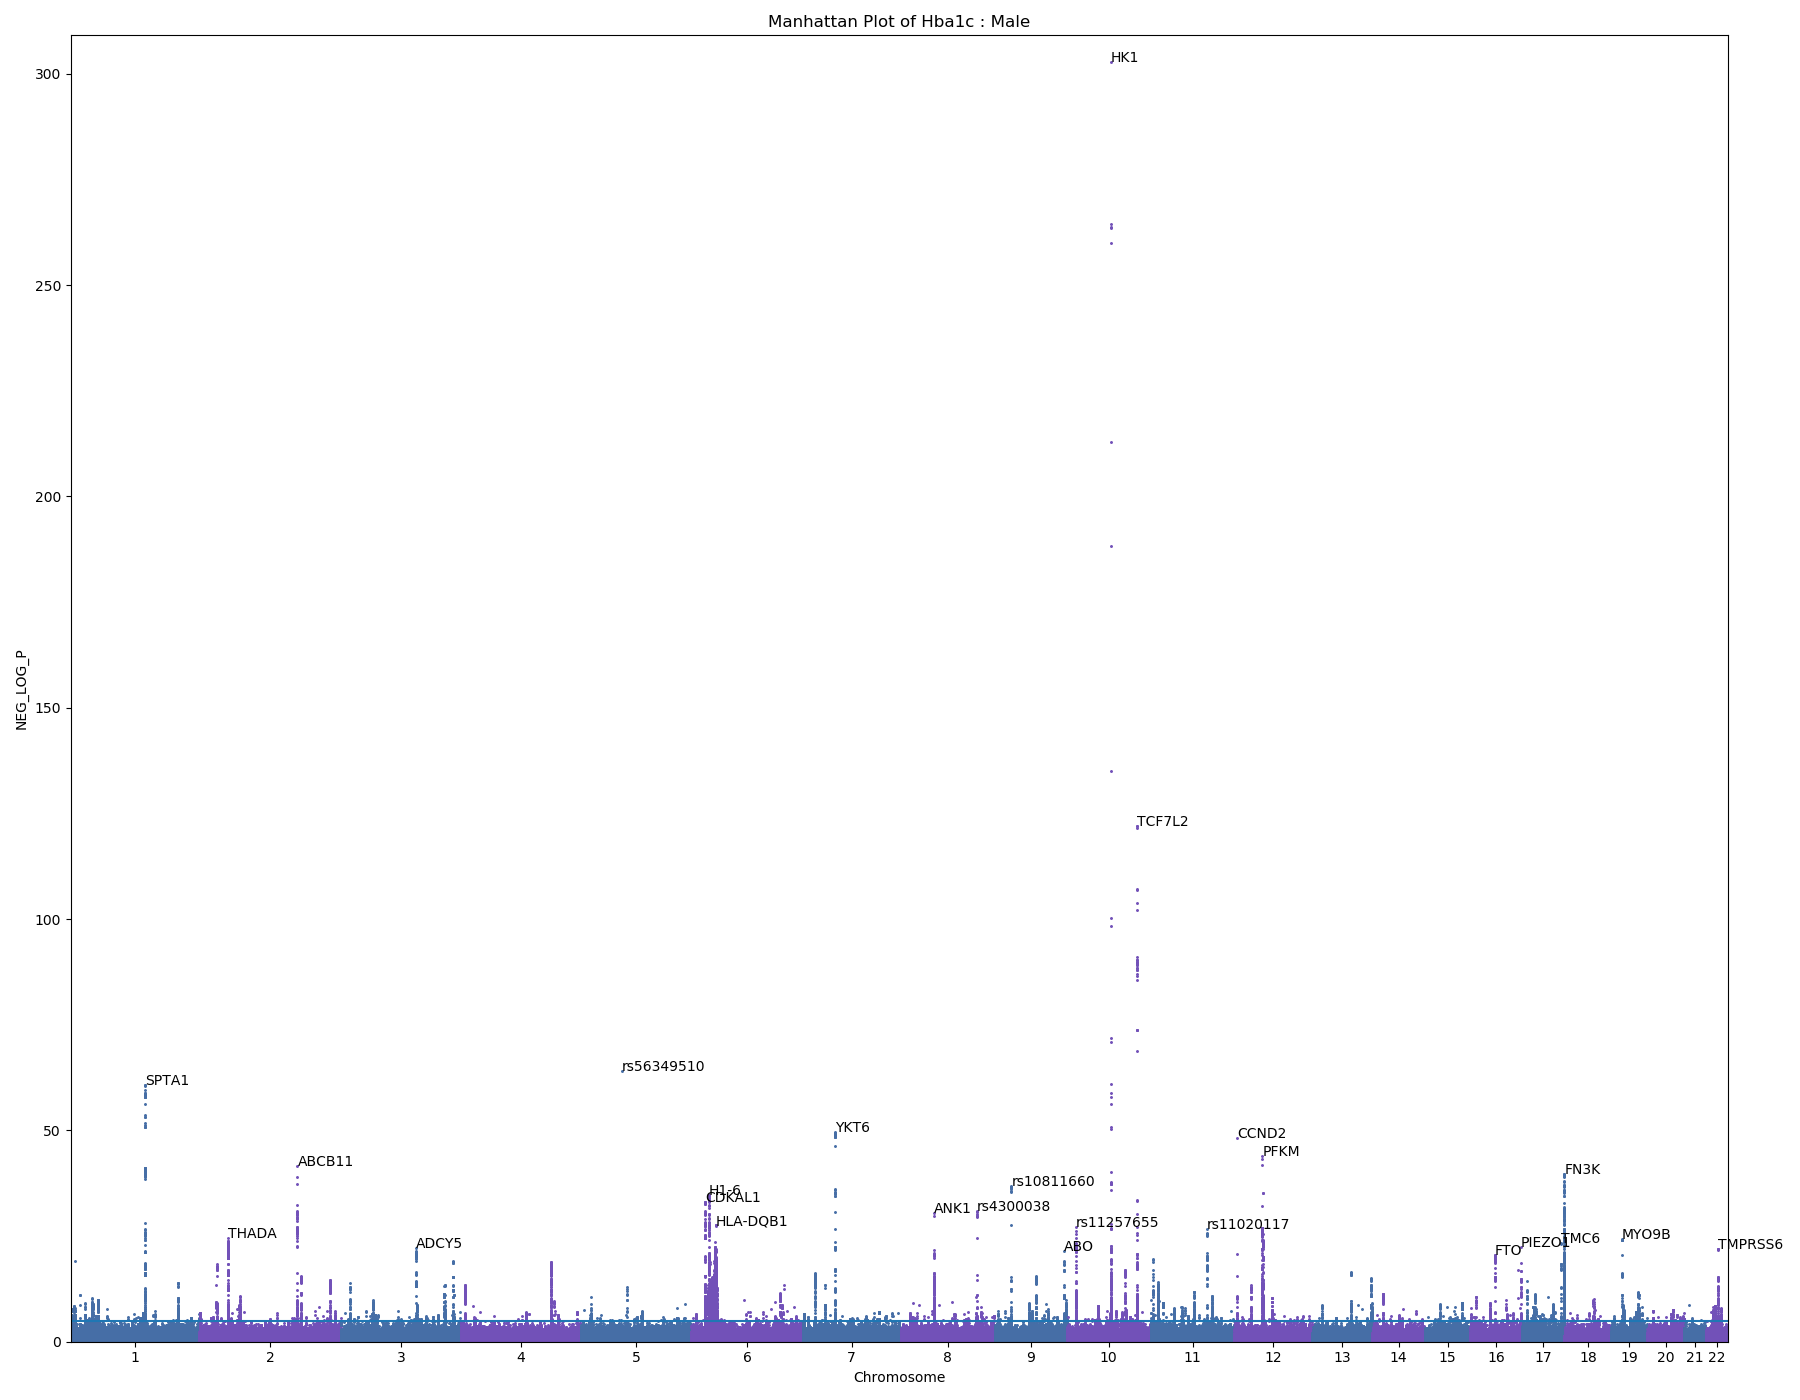 Manhattan Plot of Hba1c : Male
HK1
300
250
200
NEG_LOG_P
150
TCF7L2
100
rs56349510
SPTA1
50
YKT6
CCND2
PFKM
ABCB11
FN3K
rs10811660
H1-6
CDKAL1
rs4300038
ANK1
HLA-DQB1
rs11257655
rs11020117
THADA
MYO9B
TMC6
PIEZO1
ADCY5
ABO
TMPRSS6
FTO
0
1 2 3 4 5 6 7 8 9 10 11 12 13 14 15 16 17 18 19 20 21 22
Chromosome